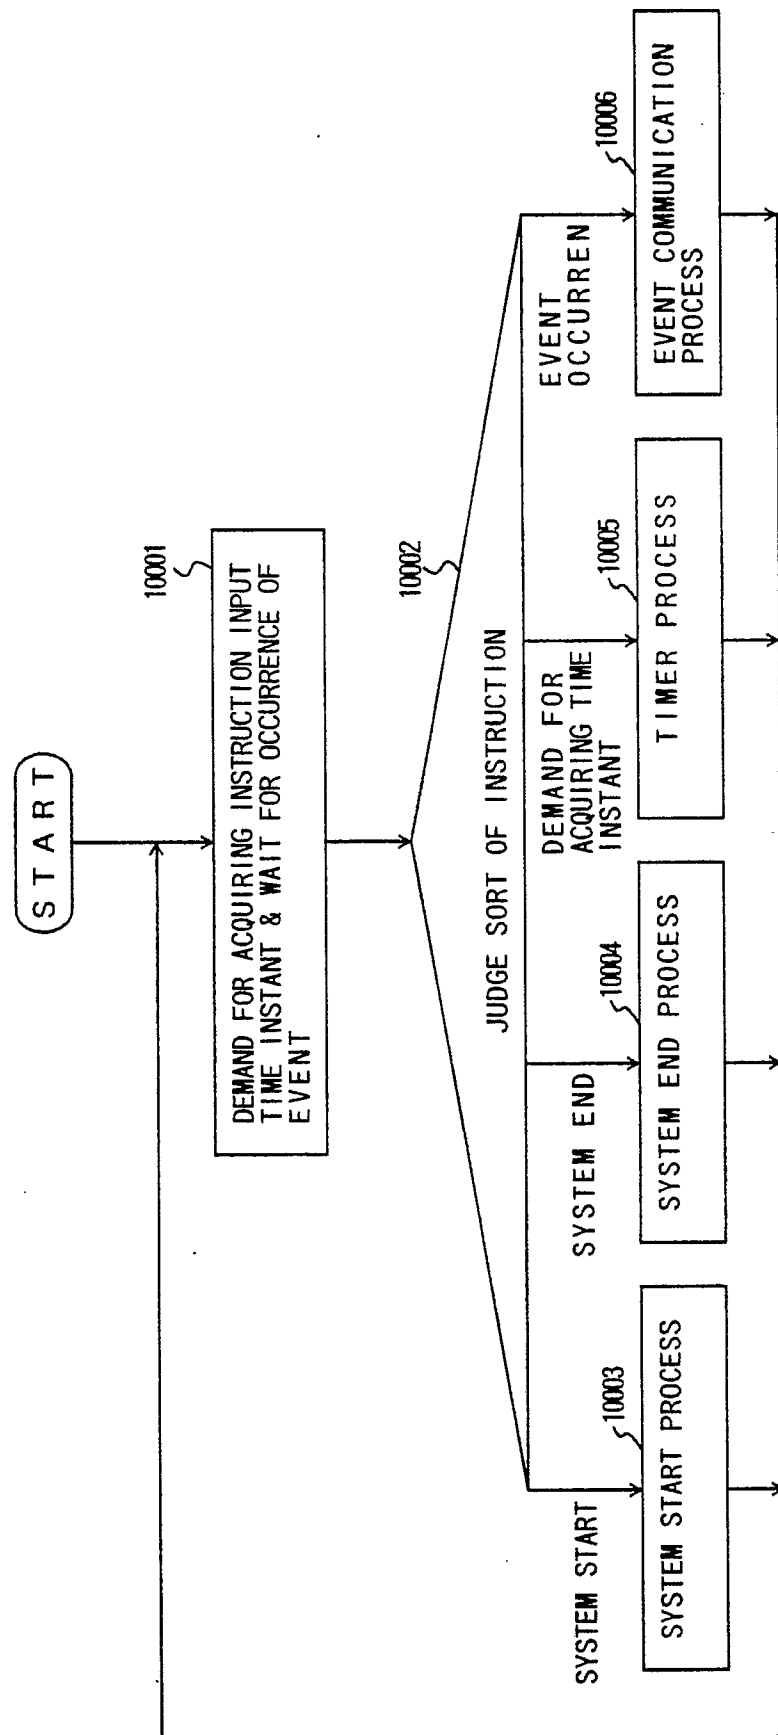 START
10001
DEMAND FOR ACQUIRING INSTRUCTION INPUT
TIME INSTANT & WAIT FOR OCCURRENCE OF
EVENT
10002
JUDGE SORT OF INSTRUCTION
SYSTEM START
SYSTEM END
DEMAND FOR
ACQUIRING TIME
INSTANT
EVENT
OCCURREN
10003
SYSTEM START PROCESS
10004
SYSTEM END PROCESS
10005
TIMER PROCESS
10006
EVENT COMMUNICATION
PROCESS